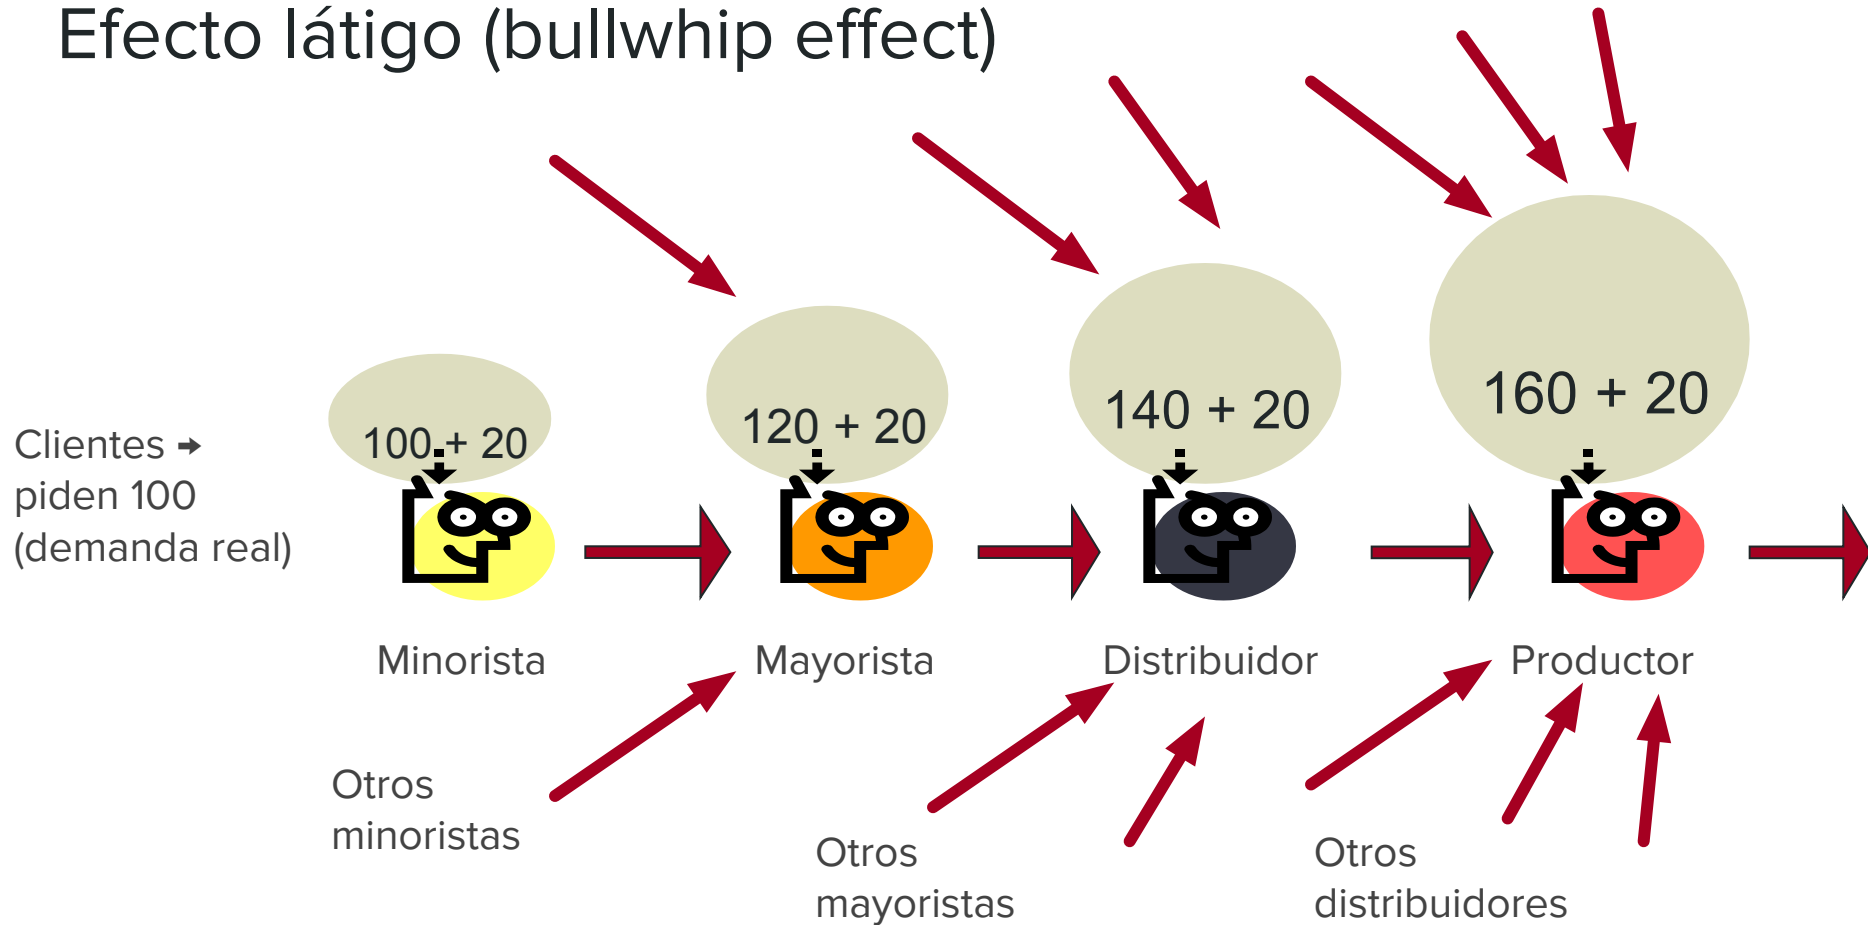 Efecto látigo (bullwhip effect)
Clientes →
piden 100
(demanda real)
100 + 20
120 + 20
140 + 20
160 + 20
Minorista
Mayorista
Distribuidor
Productor
Otros
minoristas
Otros
mayoristas
Otros
distribuidores